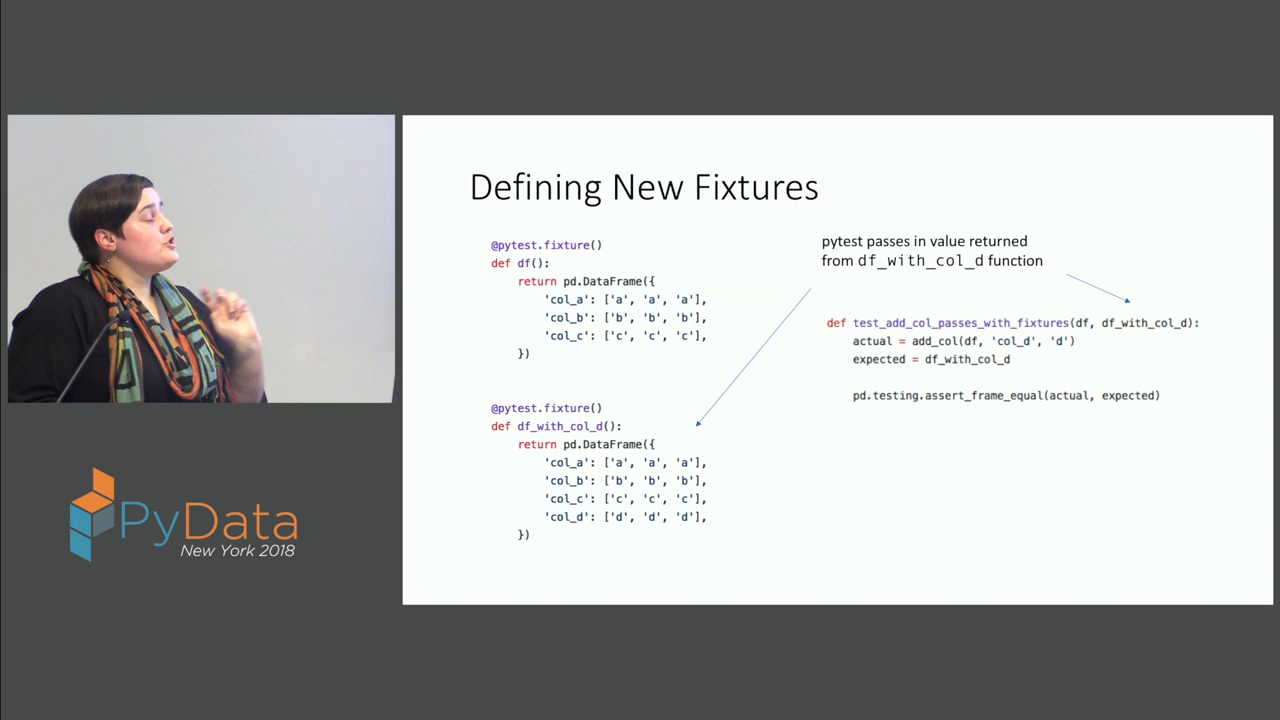 Defining New Fixtures
@pytest.fixture()
def df():
    return pd.DataFrame({
        'col_a': ['a', 'a', 'a'],
        'col_b': ['b', 'b', 'b'],
        'col_c': ['c', 'c', 'c'],
    })
@pytest.fixture()
def df_with_col_d():
    return pd.DataFrame({
        'col_a': ['a', 'a', 'a'],
        'col_b': ['b', 'b', 'b'],
        'col_c': ['c', 'c', 'c'],
        'col_d': ['d', 'd', 'd'],
    })
pytest passes in value returned
from df_with_col_d function
def test_add_col_passes_with_fixtures(df, df_with_col_d):
    actual = add_col(df, 'col_d', 'd')
    expected = df_with_col_d
    pd.testing.assert_frame_equal(actual, expected)
PyData
New York 2018